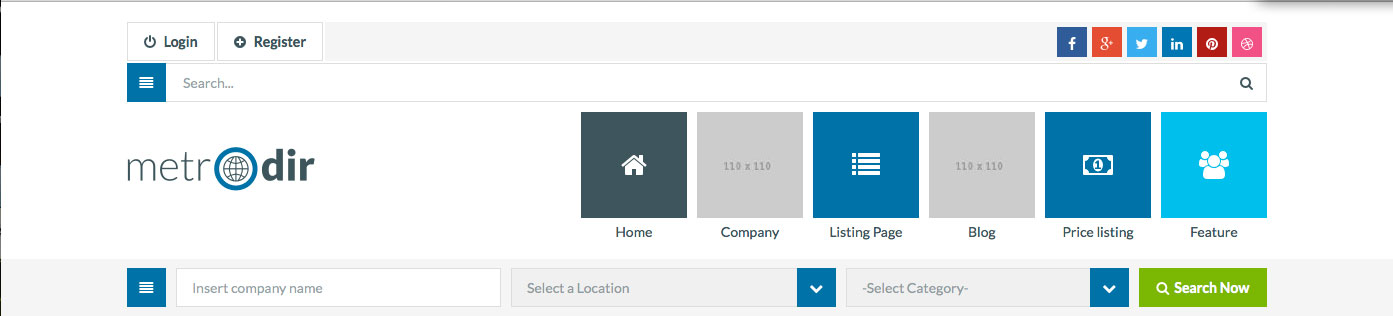 Login Register
Search...
metrodir
110 x 110 110 x 110
Home Company Listing Page Blog Price listing Feature
Insert company name Select a Location -Select Category- Search Now